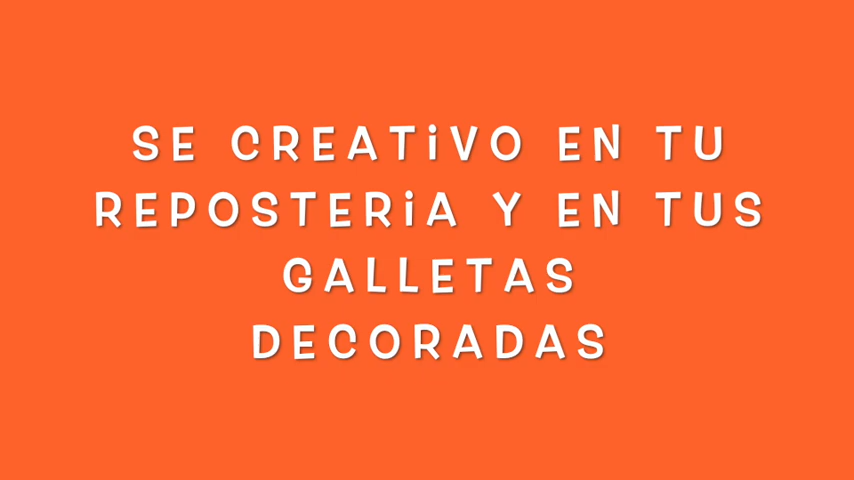 SE CREATiVO EN TU
REPOSTERiA Y EN TUS
GALLETAS
DECORADAS